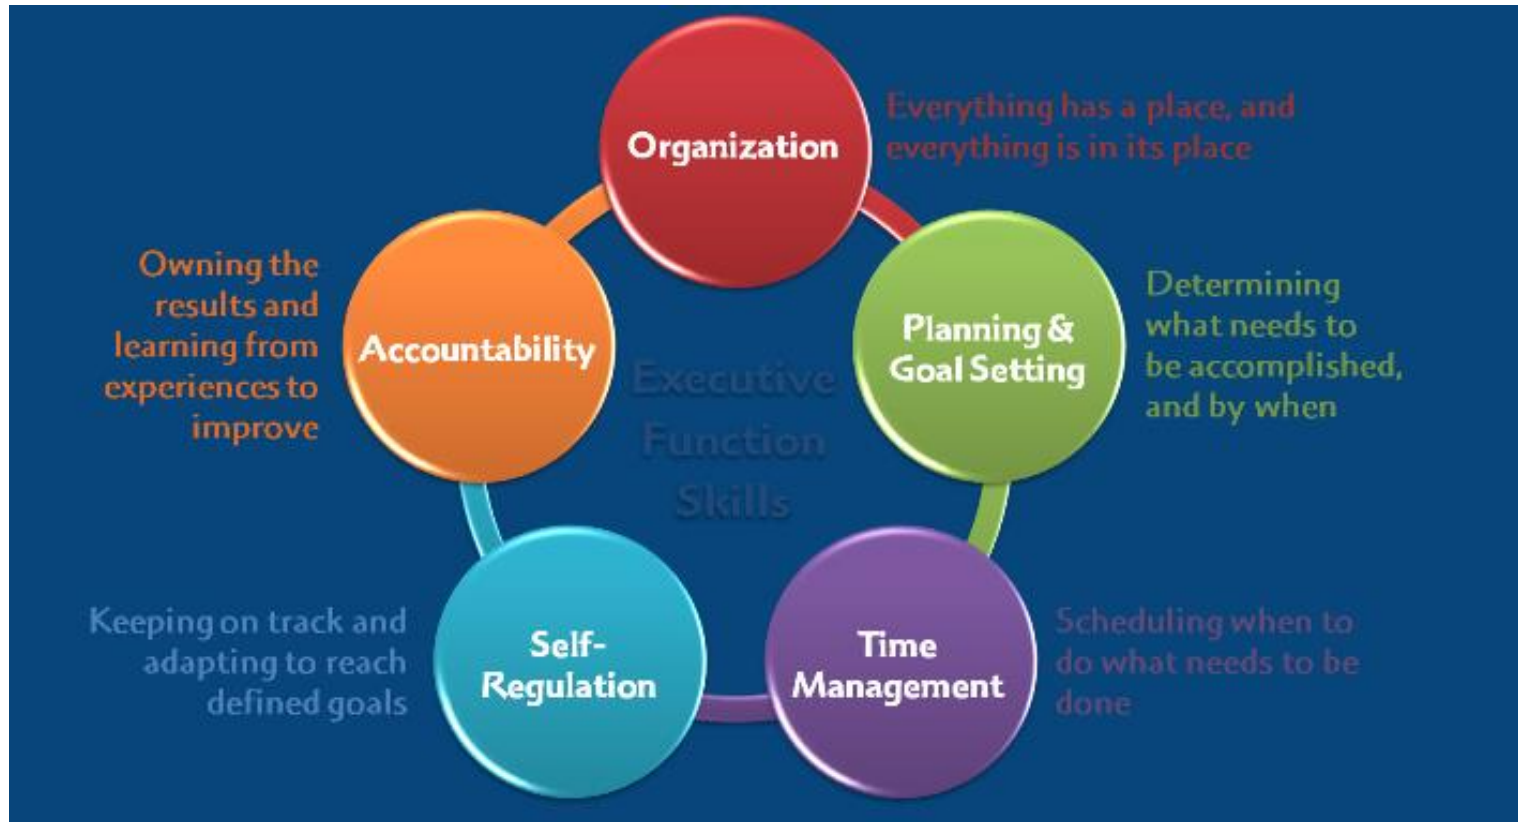 Organization
Everything has a place, and
everything is in its place
Planning &
Goal Setting
Determining
what needs to
be accomplished,
and by when
Time
Management
Scheduling when to
do what needs to be
done
Self-
Regulation
Keeping on track and
adapting to reach
defined goals
Accountability
Owning the
results and
learning from
experiences to
improve
Executive
Function
Skills